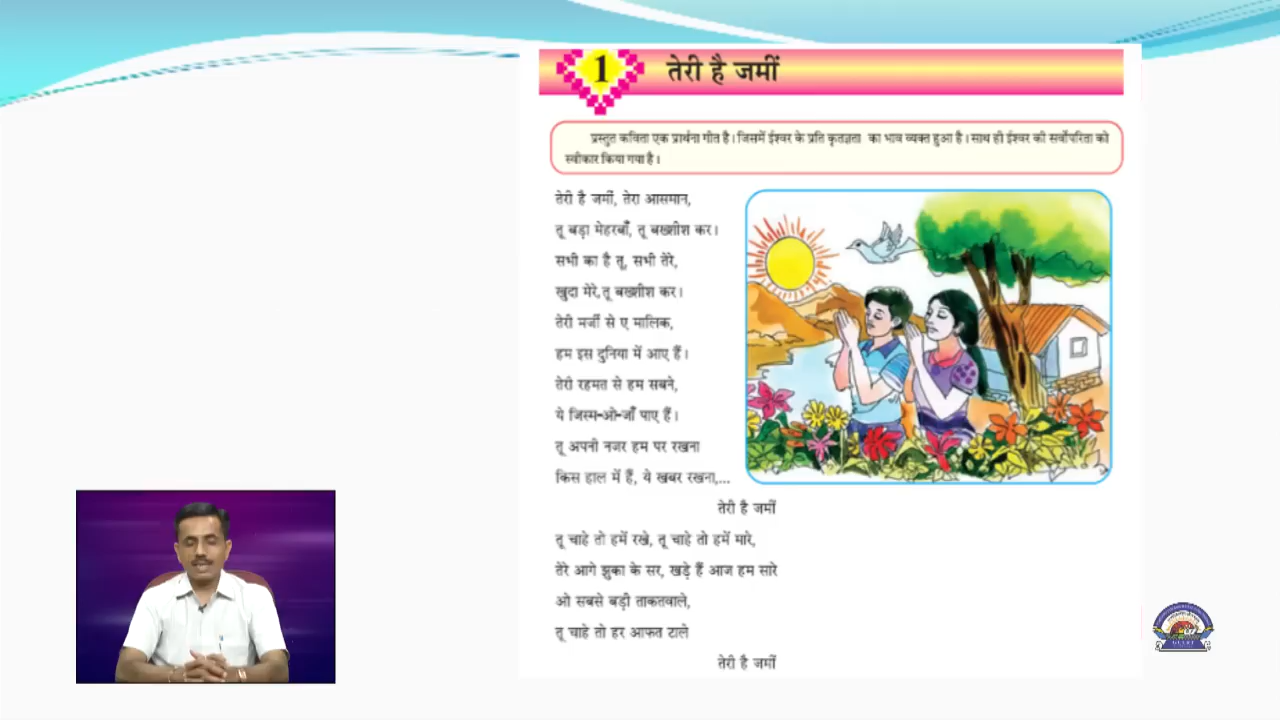 1 तेरी है जमीं
प्रस्तुत कविता एक प्रार्थना गीत है। जिसमें ईश्वर के प्रति कृतज्ञता का भाव व्यक्त हुआ है। साथ ही ईश्वर की सर्वोपरिता को
स्वीकार किया गया है।
तेरी है जमीं, तेरा आसमान,
तू बड़ा मेहरबाँ, तू बख्शीश कर।
सभी का है तू, सभी तेरे,
खुदा मेरे, तू बख्शीश कर।
तेरी मर्जी से ए मालिक,
हम इस दुनिया में आए हैं।
तेरी रहमत से हम सबने,
ये जिस्म-ओ-जाँ पाए हैं।
तू अपनी नजर हम पर रखना
किस हाल में हैं, ये खबर रखना,...
तेरी है जमीं
तू चाहे तो हमें रखे, तू चाहे तो हमें मारे,
तेरे आगे झुका के सर, खड़े हैं आज हम सारे
ओ सबसे बड़ी ताकतवाले,
तू चाहे तो हर आफत टाले
तेरी है जमीं